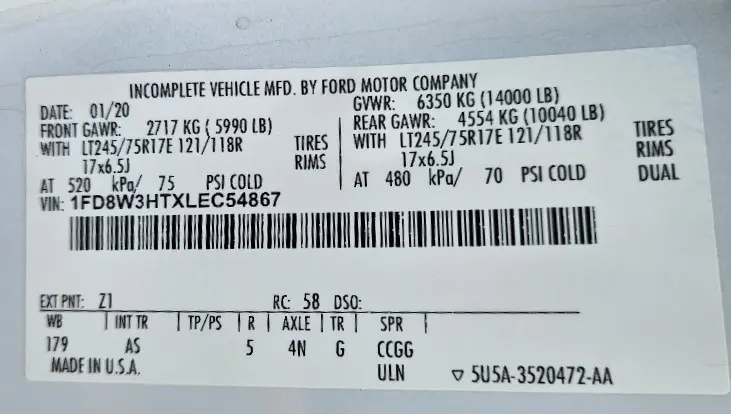 INCOMPLETE VEHICLE MFD. BY FORD MOTOR COMPANY
DATE: 01/20 GVWR: 6350 KG (14000 LB)
FRONT GAWR: 2717 KG ( 5990 LB) REAR GAWR: 4554 KG (10040 LB)
WITH LT245/75R17E 121/118R TIRES WITH LT245/75R17E 121/118R TIRES
17x6.5J RIMS 17x6.5J RIMS
AT 520 kPa/ 75 PSI COLD AT 480 kPa/ 70 PSI COLD DUAL
VIN: 1FD8W3HTXLEC54867
EXT PNT: Z1 RC: 58 DSO:
WB | INT TR | TP/PS | R | AXLE | TR | SPR |
179 AS 5 4N G CCGG
MADE IN U.S.A. ULN ▽ 5U5A-3520472-AA